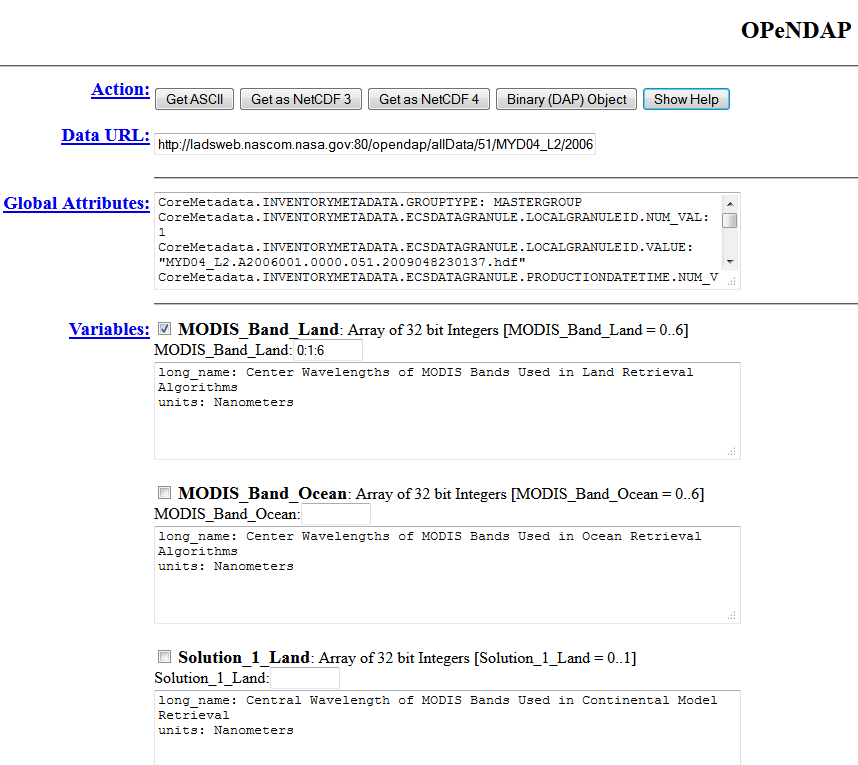 OPeNDAP
Action:
Get ASCII Get as NetCDF 3 Get as NetCDF 4 Binary (DAP) Object Show Help
Data URL:
http://ladsweb.nascom.nasa.gov:80/opendap/allData/51/MYD04_L2/2006
Global Attributes:
CoreMetadata.INVENTORYMETADATA.GROUPTYPE: MASTERGROUP
CoreMetadata.INVENTORYMETADATA.ECSDATAGRANULE.LOCALGRANULEID.NUM_VAL:
1
CoreMetadata.INVENTORYMETADATA.ECSDATAGRANULE.LOCALGRANULEID.VALUE:
"MYD04_L2.A2006001.0000.051.2009048230137.hdf"
CoreMetadata.INVENTORYMETADATA.ECSDATAGRANULE.PRODUCTIONDATETIME.NUM_V
Variables:
MODIS_Band_Land: Array of 32 bit Integers [MODIS_Band_Land = 0..6]
MODIS_Band_Land: 0:1:6
long_name: Center Wavelengths of MODIS Bands Used in Land Retrieval
Algorithms
units: Nanometers
MODIS_Band_Ocean: Array of 32 bit Integers [MODIS_Band_Ocean = 0..6]
MODIS_Band_Ocean:
long_name: Center Wavelengths of MODIS Bands Used in Ocean Retrieval
Algorithms
units: Nanometers
Solution_1_Land: Array of 32 bit Integers [Solution_1_Land = 0..1]
Solution_1_Land:
long_name: Central Wavelength of MODIS Bands Used in Continental Model
Retrieval
units: Nanometers